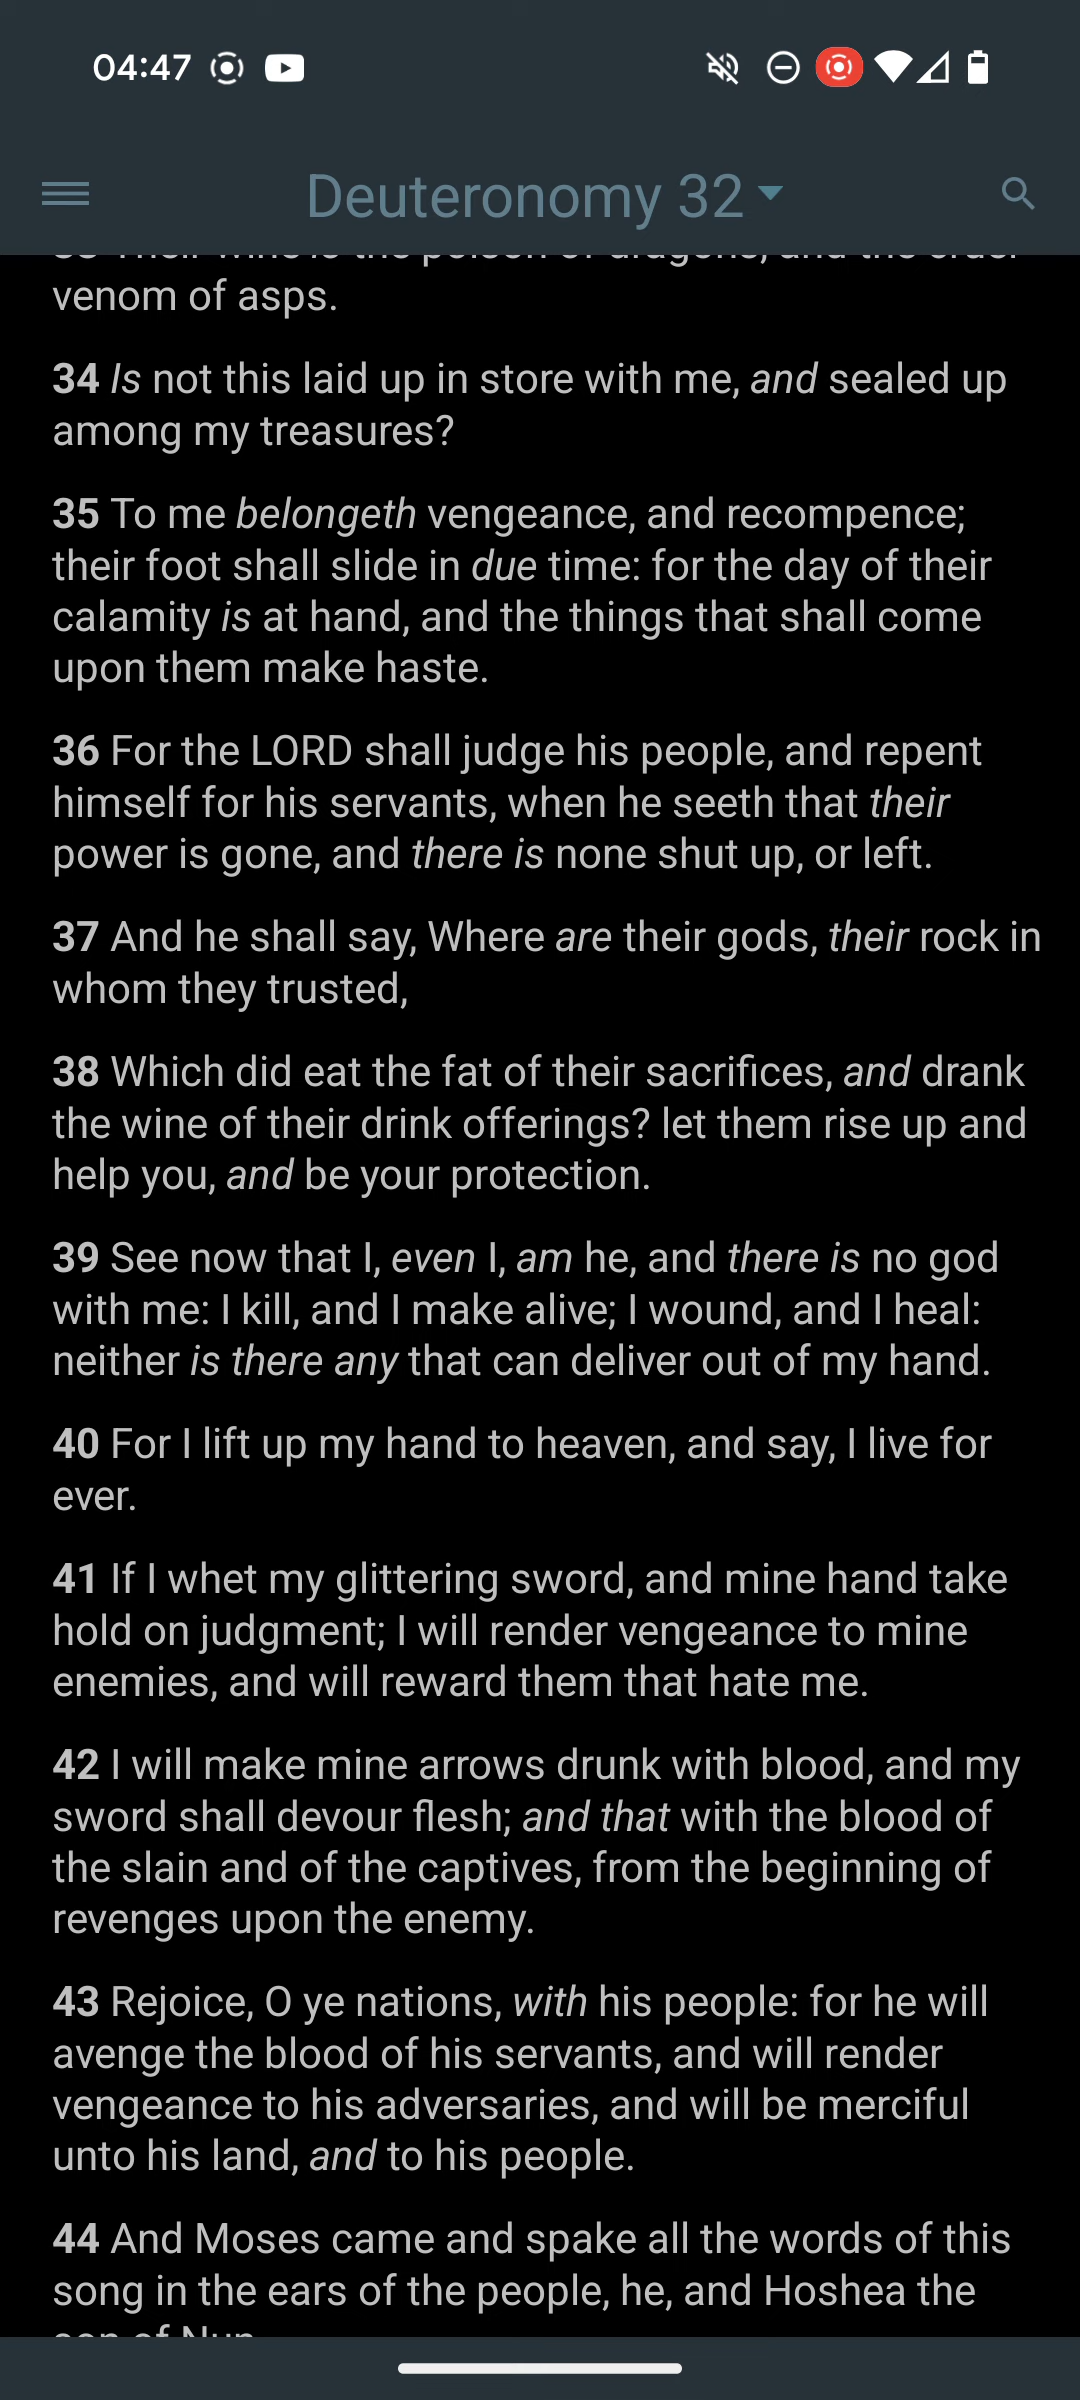 04:47
Deuteronomy 32
venom of asps.
34 Is not this laid up in store with me, and sealed up
among my treasures?
35 To me belongeth vengeance, and recompence;
their foot shall slide in due time: for the day of their
calamity is at hand, and the things that shall come
upon them make haste.
36 For the LORD shall judge his people, and repent
himself for his servants, when he seeth that their
power is gone, and there is none shut up, or left.
37 And he shall say, Where are their gods, their rock in
whom they trusted,
38 Which did eat the fat of their sacrifices, and drank
the wine of their drink offerings? let them rise up and
help you, and be your protection.
39 See now that I, even I, am he, and there is no god
with me: I kill, and I make alive; I wound, and I heal:
neither is there any that can deliver out of my hand.
40 For I lift up my hand to heaven, and say, I live for
ever.
41 If I whet my glittering sword, and mine hand take
hold on judgment; I will render vengeance to mine
enemies, and will reward them that hate me.
42 I will make mine arrows drunk with blood, and my
sword shall devour flesh; and that with the blood of
the slain and of the captives, from the beginning of
revenges upon the enemy.
43 Rejoice, O ye nations, with his people: for he will
avenge the blood of his servants, and will render
vengeance to his adversaries, and will be merciful
unto his land, and to his people.
44 And Moses came and spake all the words of this
song in the ears of the people, he, and Hoshea the